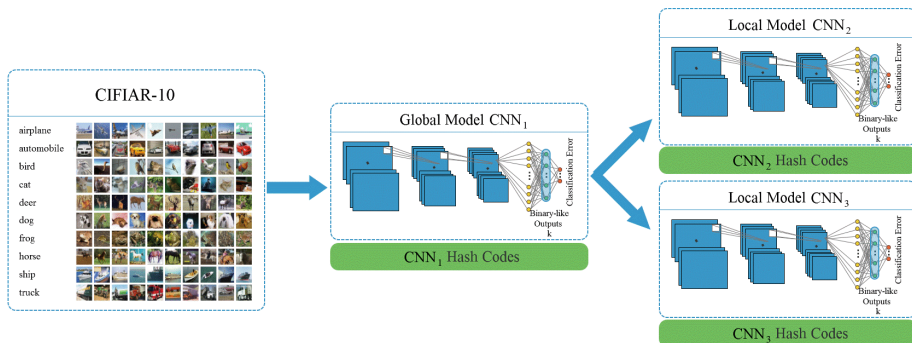 CIFIAR-10
airplane
automobile
bird
cat
deer
dog
frog
horse
ship
truck
Global Model CNN1
Classification Error
Binary-like
Outputs
k
CNN1 Hash Codes
Local Model CNN2
Classification Error
Binary-like
Outputs
k
CNN2 Hash Codes
Local Model CNN3
Classification Error
Binary-like
Outputs
k
CNN3 Hash Codes